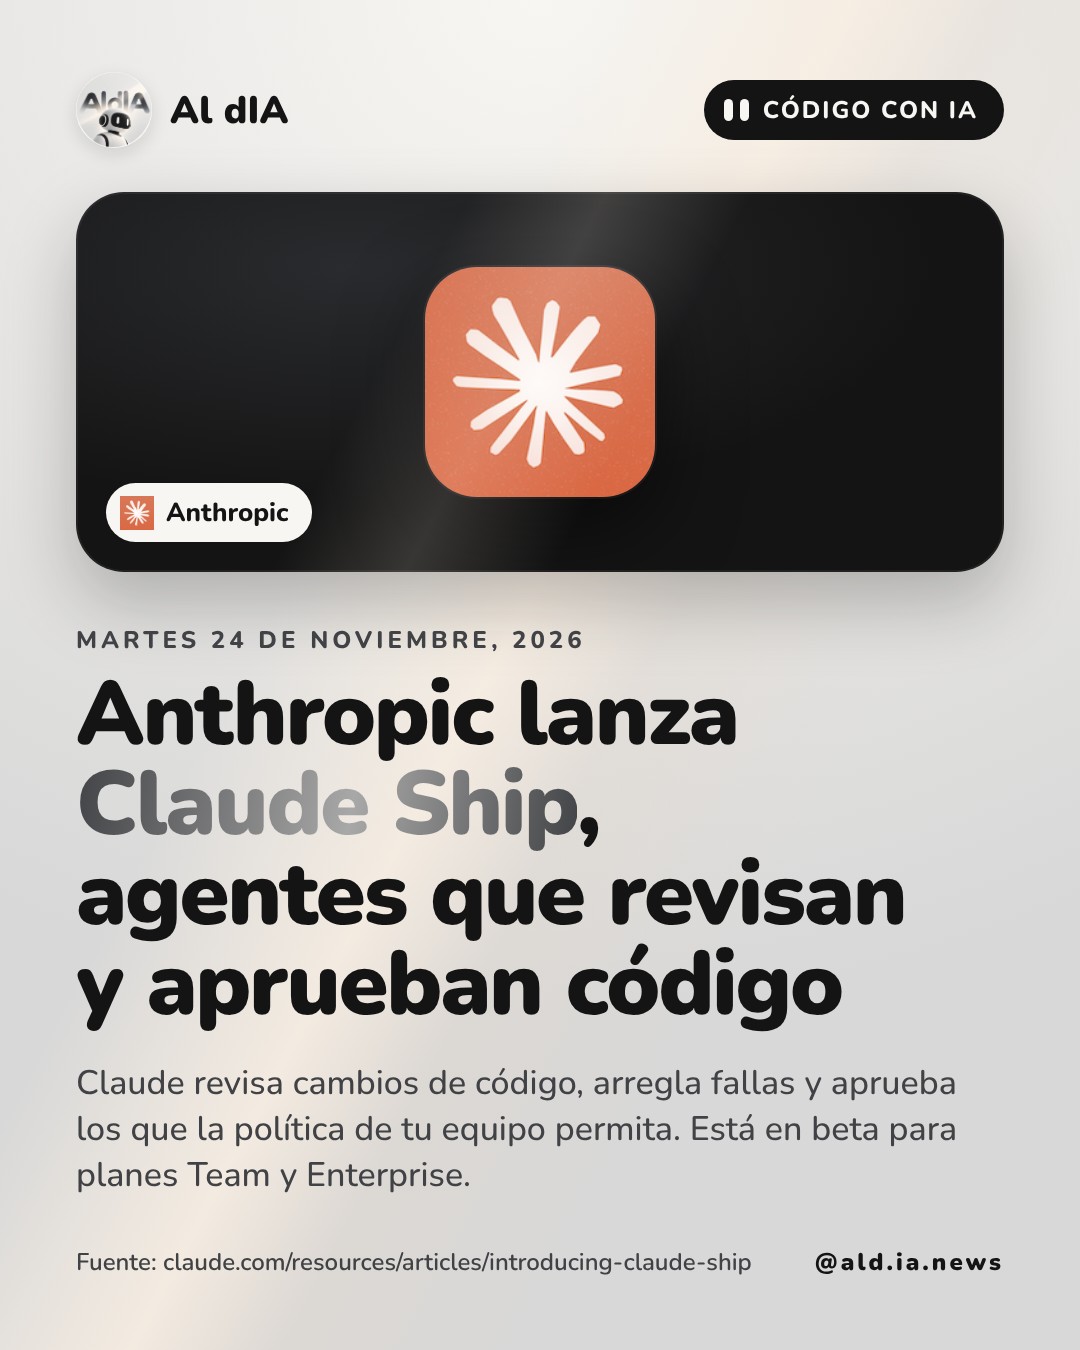 AldIA
Al dIA
CÓDIGO CON IA
Anthropic
MARTES 24 DE NOVIEMBRE, 2026
Anthropic lanza
Claude Ship,
agentes que revisan
y aprueban código
Claude revisa cambios de código, arregla fallas y aprueba
los que la política de tu equipo permita. Está en beta para
planes Team y Enterprise.
Fuente: claude.com/resources/articles/introducing-claude-ship
@ald.ia.news